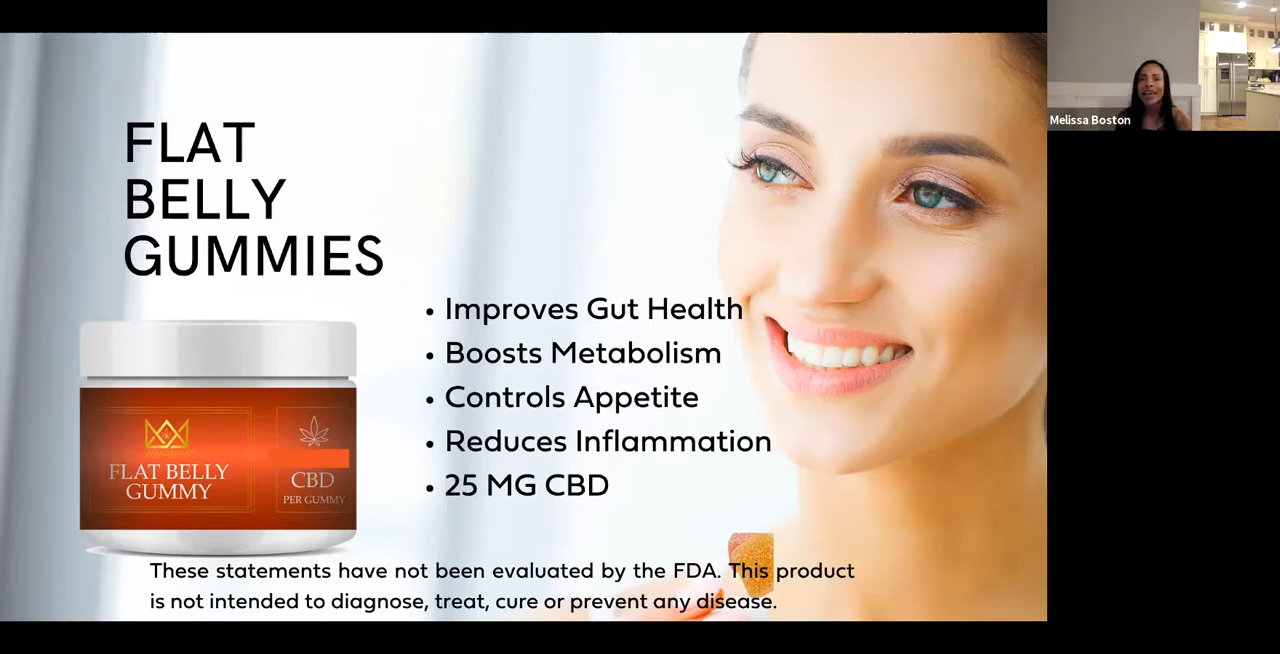 FLAT
BELLY
GUMMIES
Improves Gut Health
Boosts Metabolism
Controls Appetite
Reduces Inflammation
25 MG CBD
FLAT BELLY
GUMMY
CBD
PER GUMMY
These statements have not been evaluated by the FDA. This product
is not intended to diagnose, treat, cure or prevent any disease.
Melissa Boston